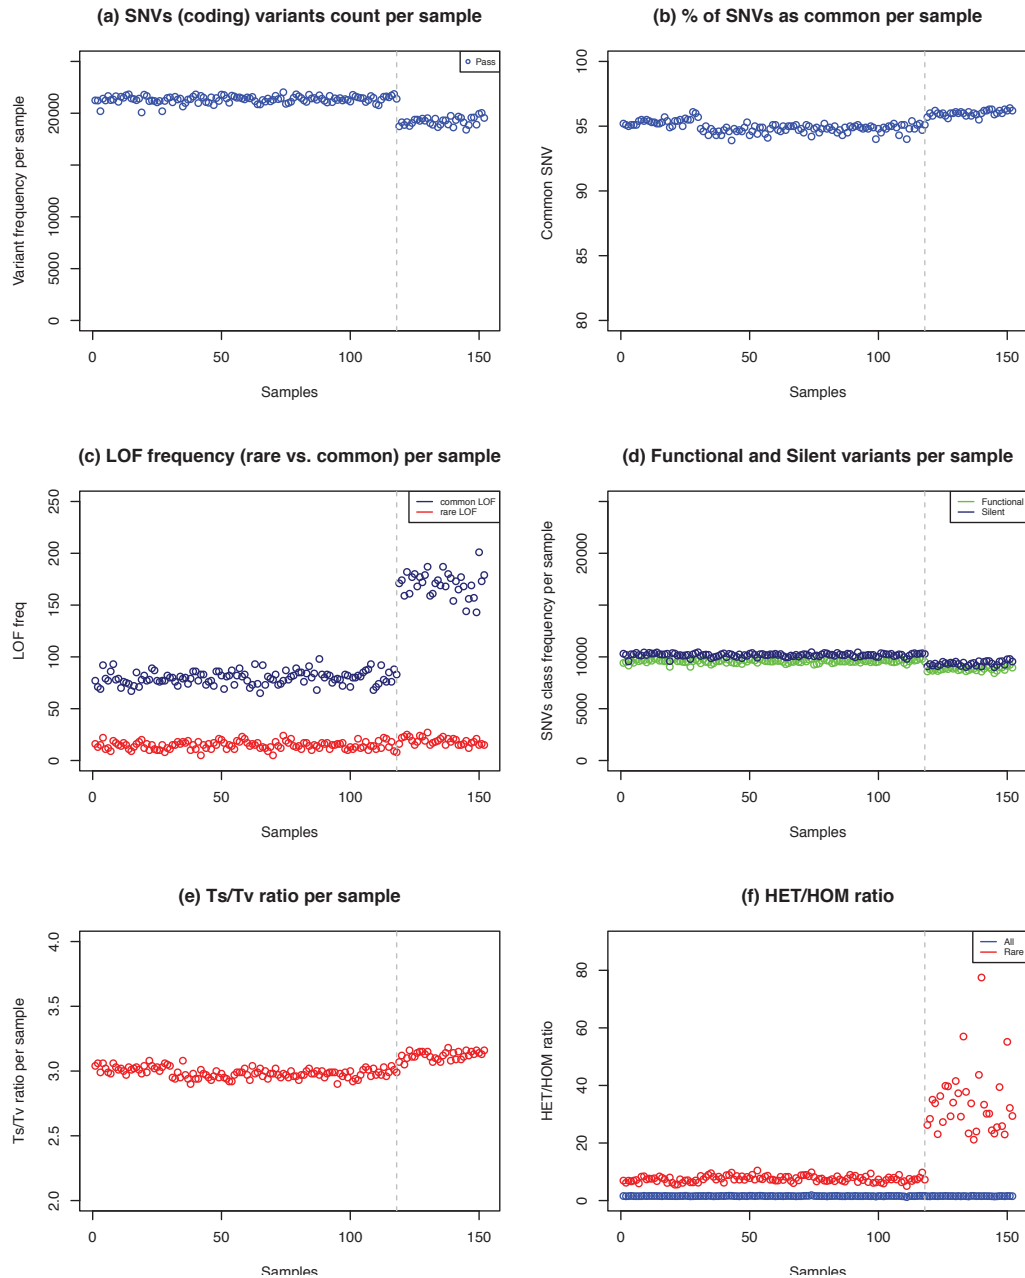 (a) SNVs (coding) variants count per sample
Variant frequency per sample
0 5000 10000 20000
Pass
0 50 100 150
Samples
(b) % of SNVs as common per sample
Common SNV
80 85 90 95 100
0 50 100 150
Samples
(c) LOF frequency (rare vs. common) per sample
LOF freq
0 50 100 150 200 250
common LOF
rare LOF
0 50 100 150
Samples
(d) Functional and Silent variants per sample
SNVs class frequency per sample
0 5000 10000 20000
Functional
Silent
0 50 100 150
Samples
(e) Ts/Tv ratio per sample
Ts/Tv ratio per sample
2.0 2.5 3.0 3.5 4.0
0 50 100 150
Samples
(f) HET/HOM ratio
HET/HOM ratio
0 20 40 60 80
All
Rare
0 50 100 150
Samples